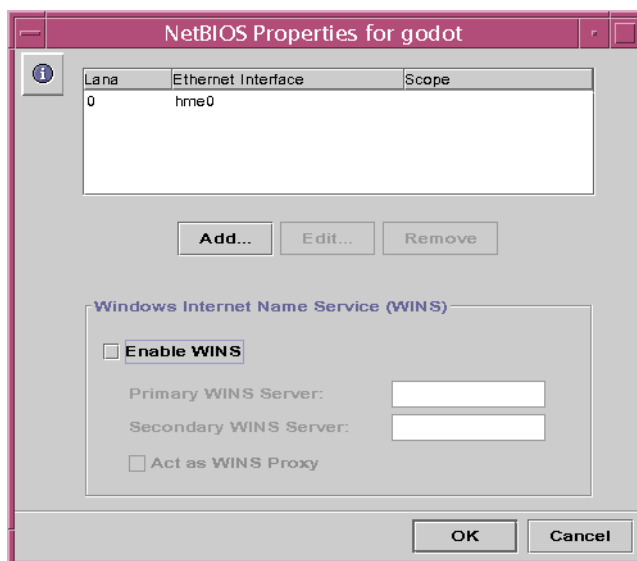 NetBIOS Properties for godot
Lana Ethernet Interface Scope
0 hme0
Add... Edit... Remove
Windows Internet Name Service (WINS)
Enable WINS
Primary WINS Server:
Secondary WINS Server:
Act as WINS Proxy
OK Cancel